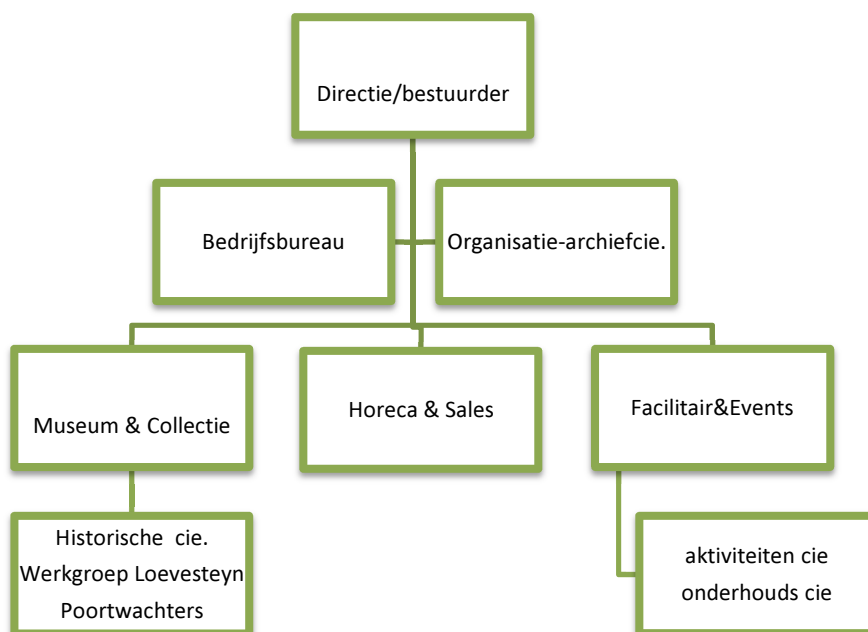 Directie/bestuurder
Bedrijfsbureau
Organisatie-archiefcie.
Museum & Collectie
Horeca & Sales
Facilitair&Events
Historische cie.
Werkgroep Loevesteyn
Poortwachters
aktiviteiten cie
onderhouds cie